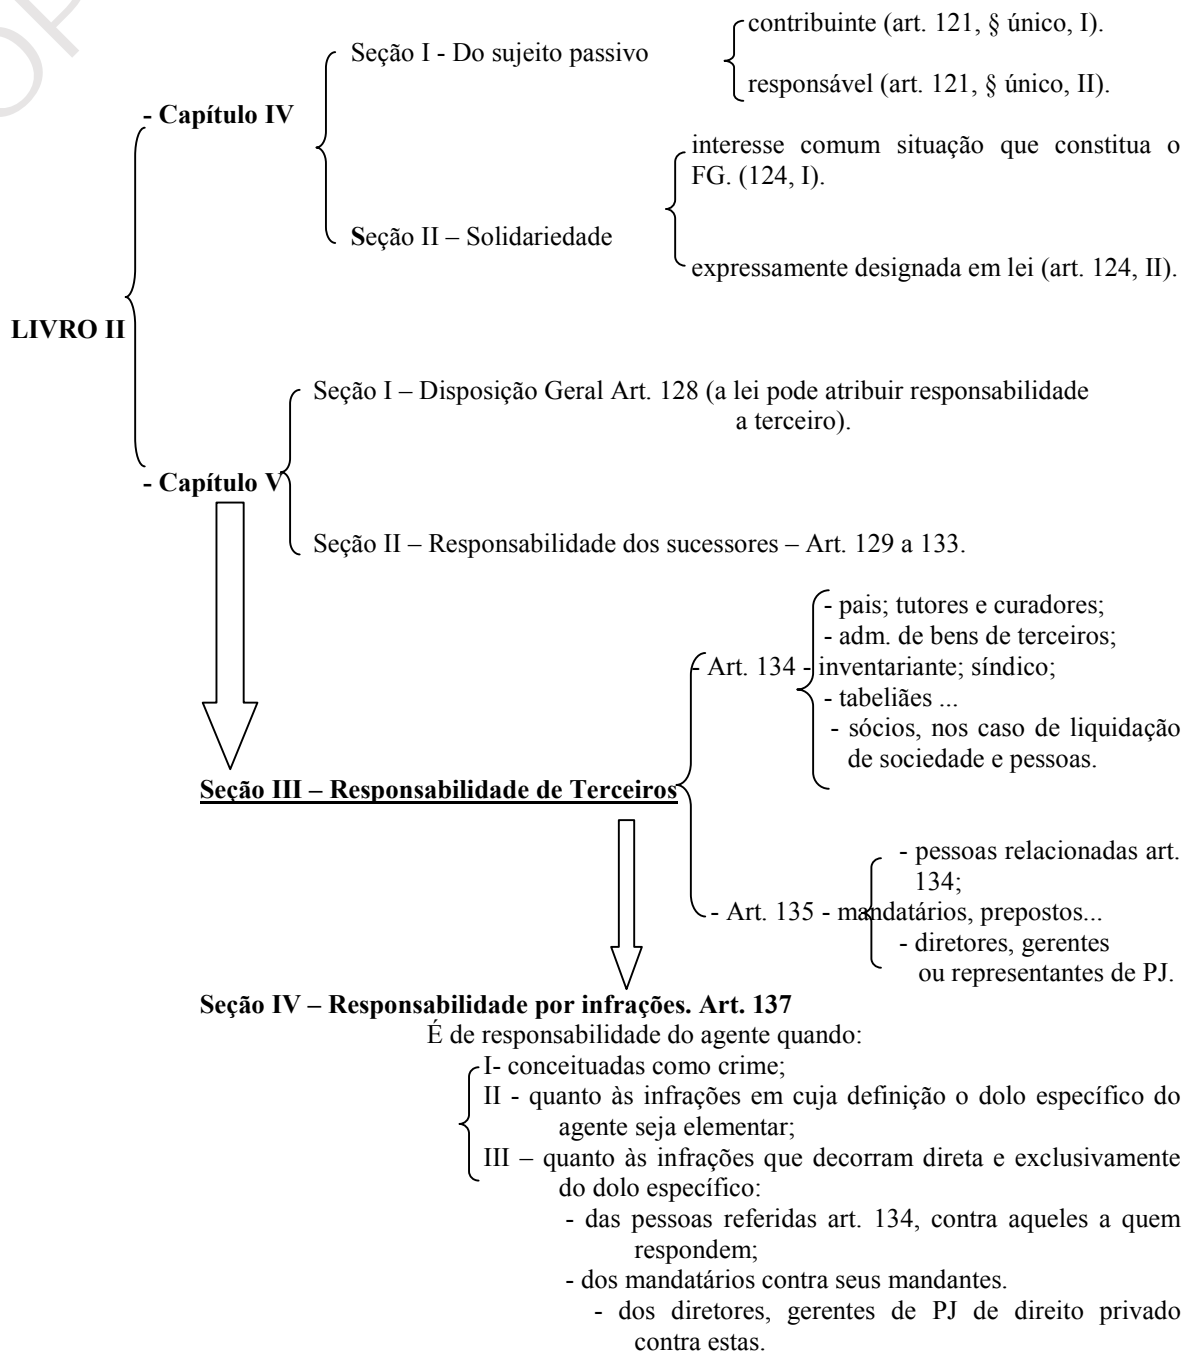 contribuinte (art. 121, § único, I).
Seção I - Do sujeito passivo
responsável (art. 121, § único, II).
- Capítulo IV
interesse comum situação que constitua o
FG. (124, I).
Seção II – Solidariedade
expressamente designada em lei (art. 124, II).
LIVRO II
Seção I – Disposição Geral Art. 128 (a lei pode atribuir responsabilidade
a terceiro).
- Capítulo V
Seção II – Responsabilidade dos sucessores – Art. 129 a 133.
- pais; tutores e curadores;
- adm. de bens de terceiros;
- Art. 134 - inventariante; síndico;
- tabeliães ...
- sócios, nos caso de liquidação
de sociedade e pessoas.
Seção III – Responsabilidade de Terceiros
- pessoas relacionadas art.
134;
- Art. 135 - mandatários, prepostos...
- diretores, gerentes
ou representantes de PJ.
Seção IV – Responsabilidade por infrações. Art. 137
É de responsabilidade do agente quando:
I- conceituadas como crime;
II - quanto às infrações em cuja definição o dolo específico do
agente seja elementar;
III – quanto às infrações que decorram direta e exclusivamente
do dolo específico:
- das pessoas referidas art. 134, contra aqueles a quem
respondem;
- dos mandatários contra seus mandantes.
- dos diretores, gerentes de PJ de direito privado
contra estas.